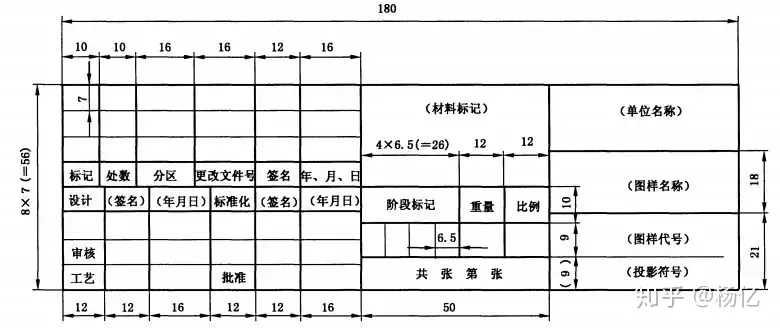 180
10 10 16 16 12 16
7
8×7(=56)
(材料标记)
(单位名称)
4×6.5(=26) 12 12
标记 处数 分区 更改文件号 签名 年、月、日
(图样名称)
18
设计 (签名) (年月日) 标准化 (签名) (年月日)
阶段标记 重量 比例
10
6.5
9
(图样代号)
21
审核
工艺 批准
共 张 第 张
(9)
(投影符号)
12 12 16 12 12 16 50
知乎 @杨亿